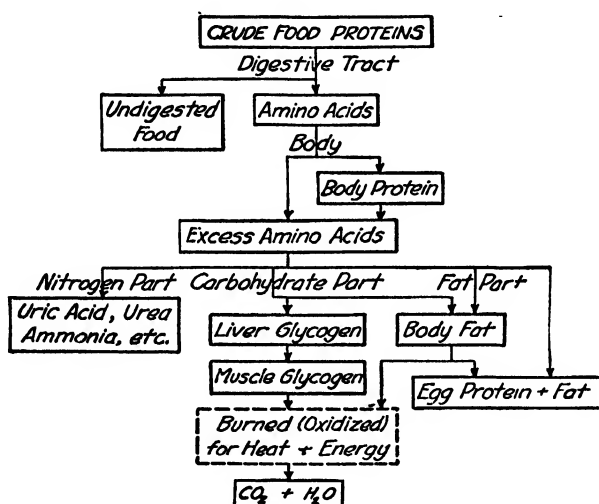 CRUDE FOOD PROTEINS
Digestive Tract
Undigested
Food
Amino Acids
Body
Body Protein
Excess Amino Acids
Nitrogen Part Carbohydrate Part Fat Part
Uric Acid, Urea
Ammonia, etc.
Liver Glycogen
Body Fat
Muscle Glycogen
Egg Protein + Fat
Burned (Oxidized)
for Heat + Energy
CO₂ + H₂O